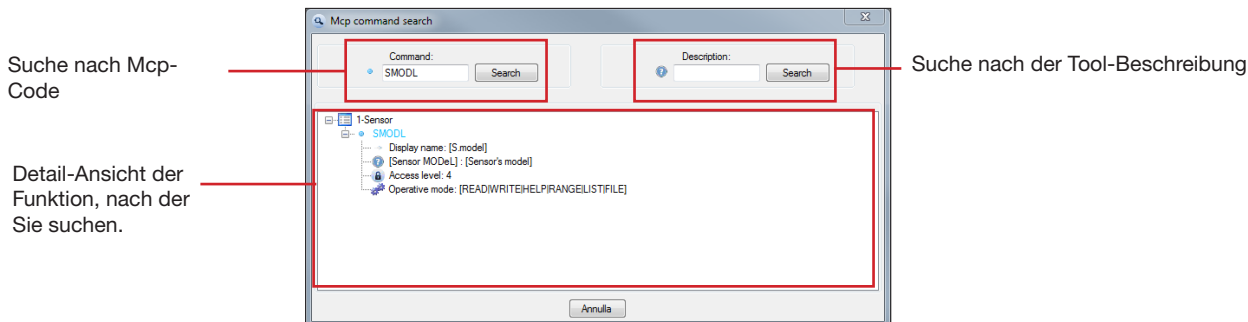 Mcp command search
Suche nach Mcp-
Code
Command:
SMODL
Search
Description:
Search
Suche nach der Tool-Beschreibung
Detail-Ansicht der
Funktion, nach der
Sie suchen.
1-Sensor
SMODL
Display name: [S.model]
[Sensor MODeL] : [Sensor's model]
Access level: 4
Operative mode: [READ|WRITE|HELP|RANGE|LIST|FILE]
Annulla